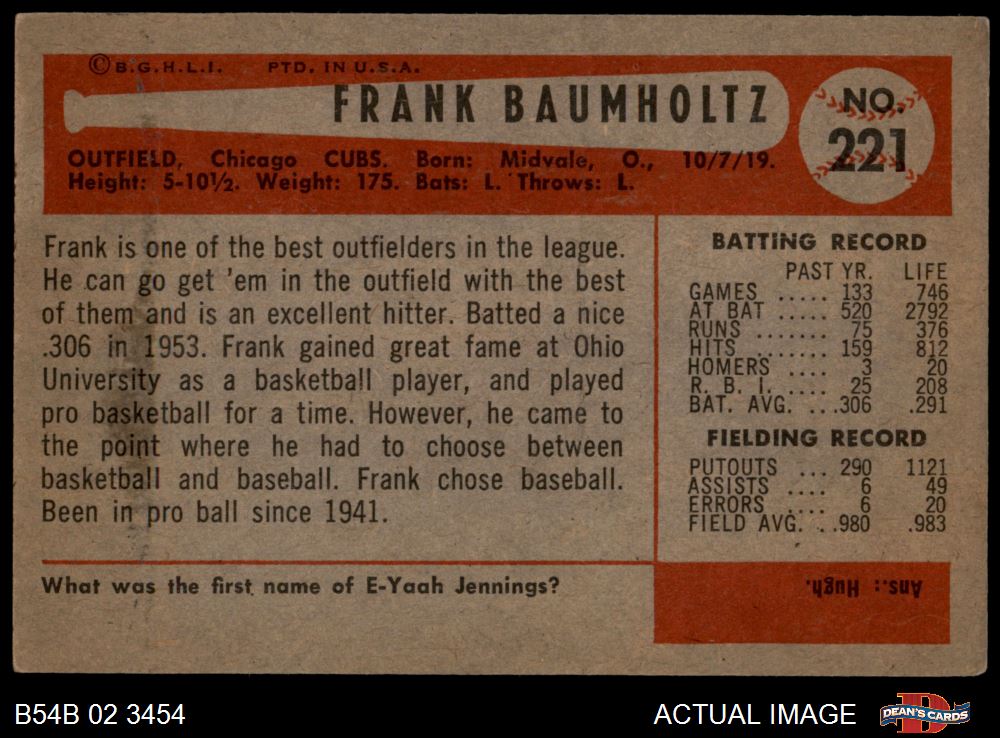 ©B.G.H.L.I. PTD. IN U.S.A.
FRANK BAUMHOLTZ
NO.
221
OUTFIELD, Chicago CUBS. Born: Midvale, O., 10/7/19.
Height: 5-10½. Weight: 175. Bats: L. Throws: L.
Frank is one of the best outfielders in the league.
He can go get 'em in the outfield with the best
of them and is an excellent hitter. Batted a nice
.306 in 1953. Frank gained great fame at Ohio
University as a basketball player, and played
pro basketball for a time. However, he came to
the point where he had to choose between
basketball and baseball. Frank chose baseball.
Been in pro ball since 1941.
BATTING RECORD
PAST YR. LIFE
GAMES ..... 133 746
AT BAT ..... 520 2792
RUNS ....... 75 376
HITS ....... 159 812
HOMERS .... 3 20
R. B. I. .... 25 208
BAT. AVG. ...306 .291
FIELDING RECORD
PUTOUTS ... 290 1121
ASSISTS .... 6 49
ERRORS .... 6 20
FIELD AVG. ..980 .983
What was the first name of E-Yaah Jennings?
Ans.: Hugh.
B54B 02 3454
ACTUAL IMAGE
DEAN'S CARDS